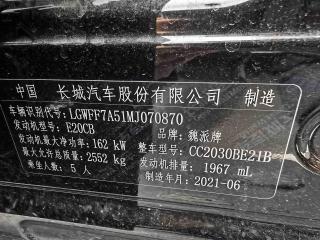 中国 长城汽车股份有限公司 制造
车辆识别代号: LGWFF7A51MJ070870
发动机型号: E20CB 品牌: 魏派牌
发动机最大净功率: 162 kW 整车型号: CC2030BE21B
最大允许总质量: 2552 kg 发动机排量: 1967 mL
乘坐人数: 5 人 制造年月: 2021-06